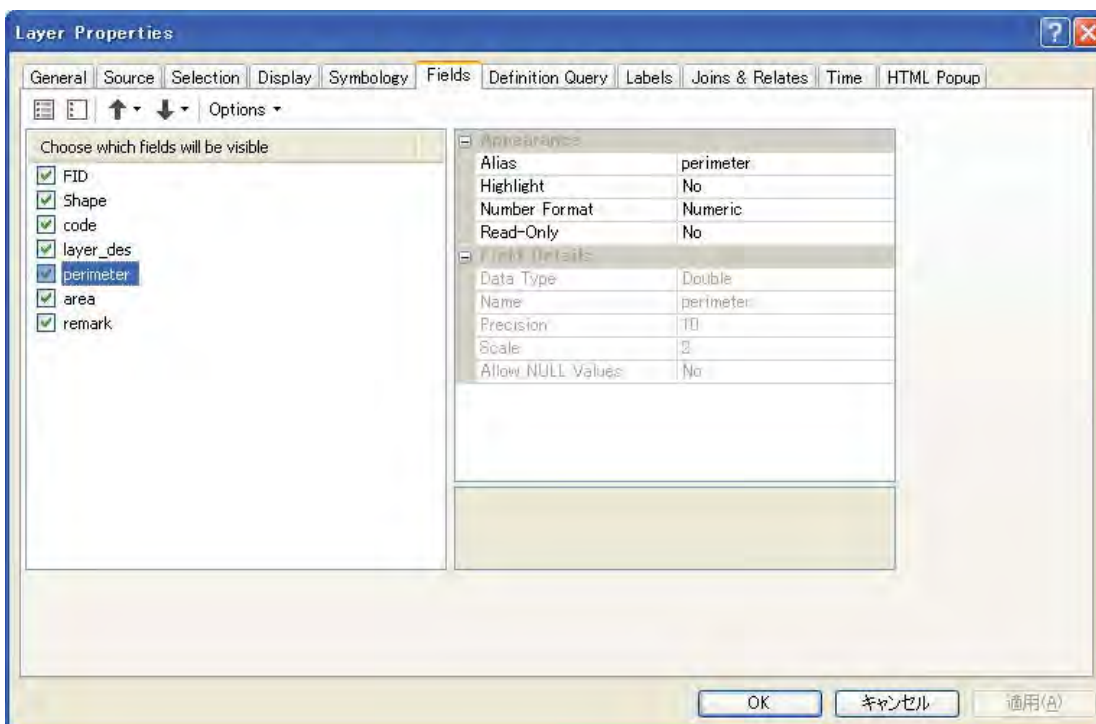 Layer Properties
General Source Selection Display Symbology Fields Definition Query Labels Joins & Relates Time HTML Popup
Options
Choose which fields will be visible
FID
Shape
code
layer_des
perimeter
area
remark
Appearance
Alias perimeter
Highlight No
Number Format Numeric
Read-Only No
Field Details
Data Type Double
Name perimeter
Precision 10
Scale 2
Allow NULL Values No
OK キャンセル 適用(A)